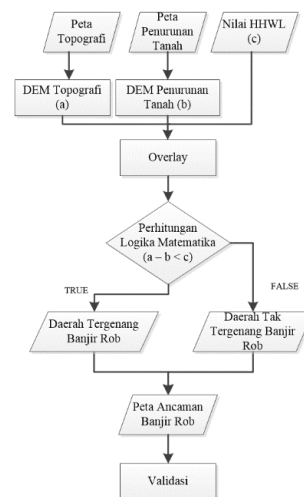 Peta
Topografi
Peta
Penurunan
Tanah
Nilai HHWL
(c)
DEM Topografi
(a)
DEM Penurunan
Tanah (b)
Overlay
Perhitungan
Logika Matematika
(a – b < c)
TRUE
FALSE
Daerah Tergenang
Banjir Rob
Daerah Tak
Tergenang Banjir
Rob
Peta Ancaman
Banjir Rob
Validasi